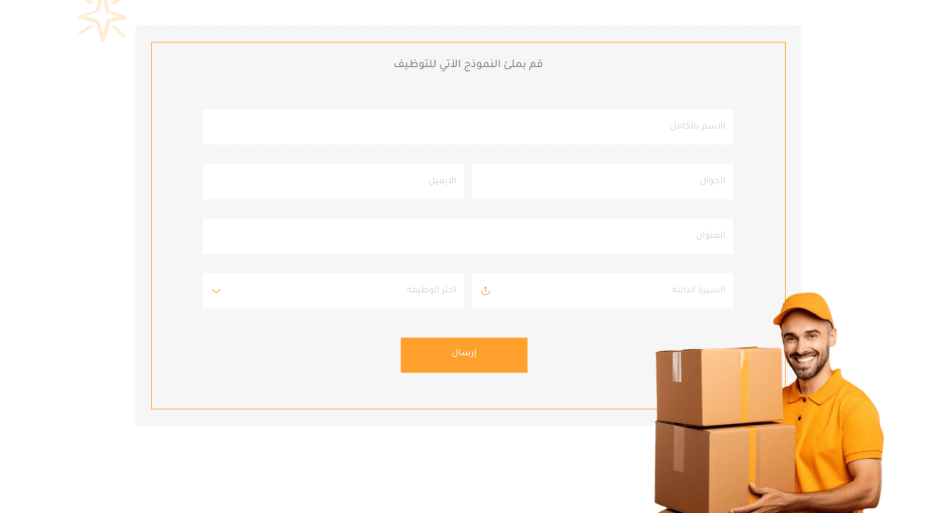 قم بملئ النموذج الآتي للتوظيف
الاسم بالكامل
الجوال
الايميل
العنوان
السيرة الذاتية
اختر الوظيفة
إرسال